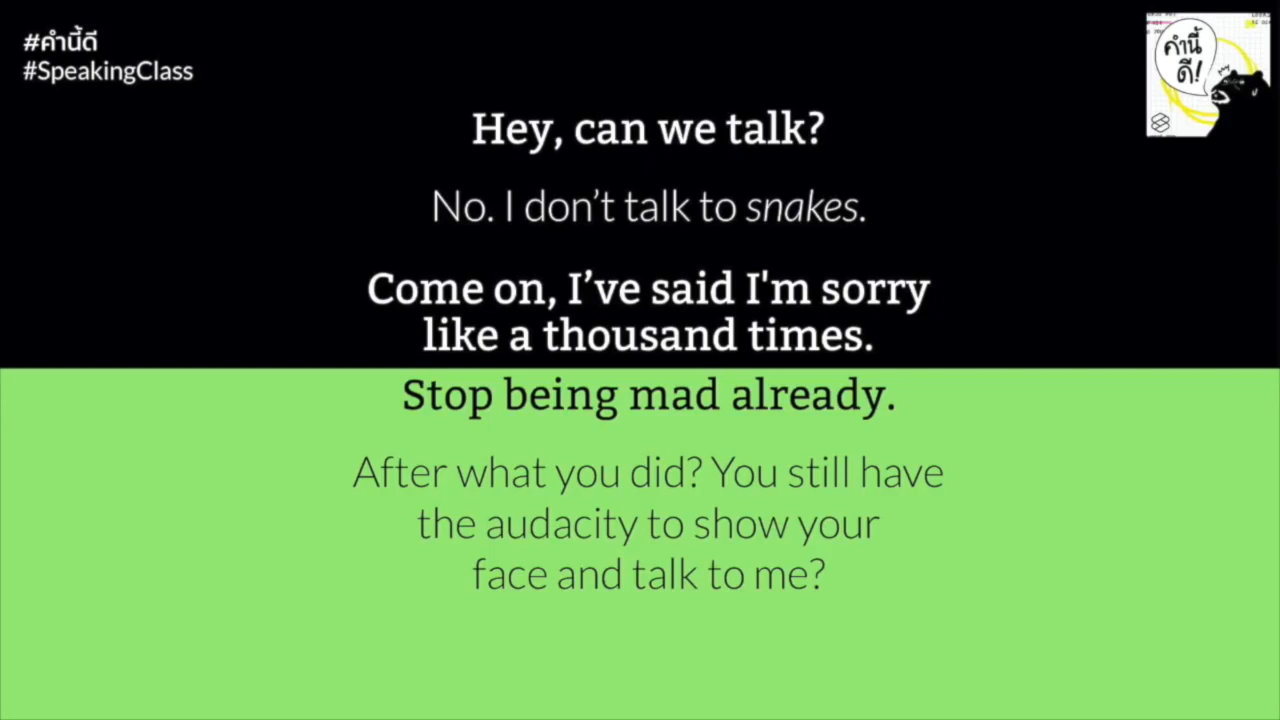 #คำนี้ดี
#SpeakingClass
คำนี้
ดี!
Hey, can we talk?
No. I don’t talk to snakes.
Come on, I’ve said I'm sorry
like a thousand times.
Stop being mad already.
After what you did? You still have
the audacity to show your
face and talk to me?